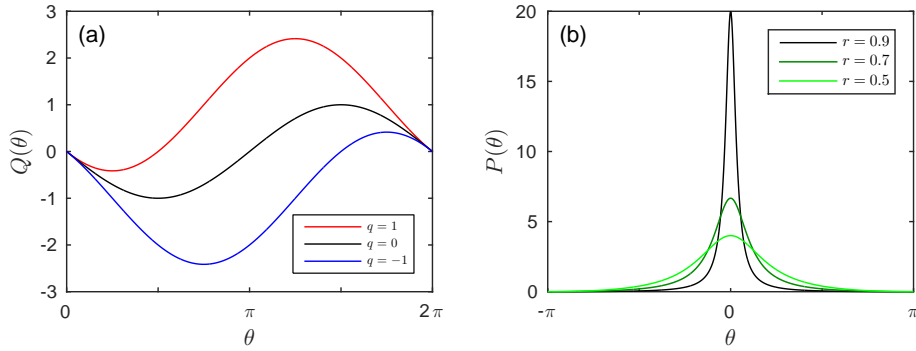 (a)
3
2
1
0
-1
-2
-3
Q(θ)
q = 1
q = 0
q = −1
0
π
2 π
θ
(b)
20
15
10
5
0
P(θ)
r = 0.9
r = 0.7
r = 0.5
-π
0
π
θ